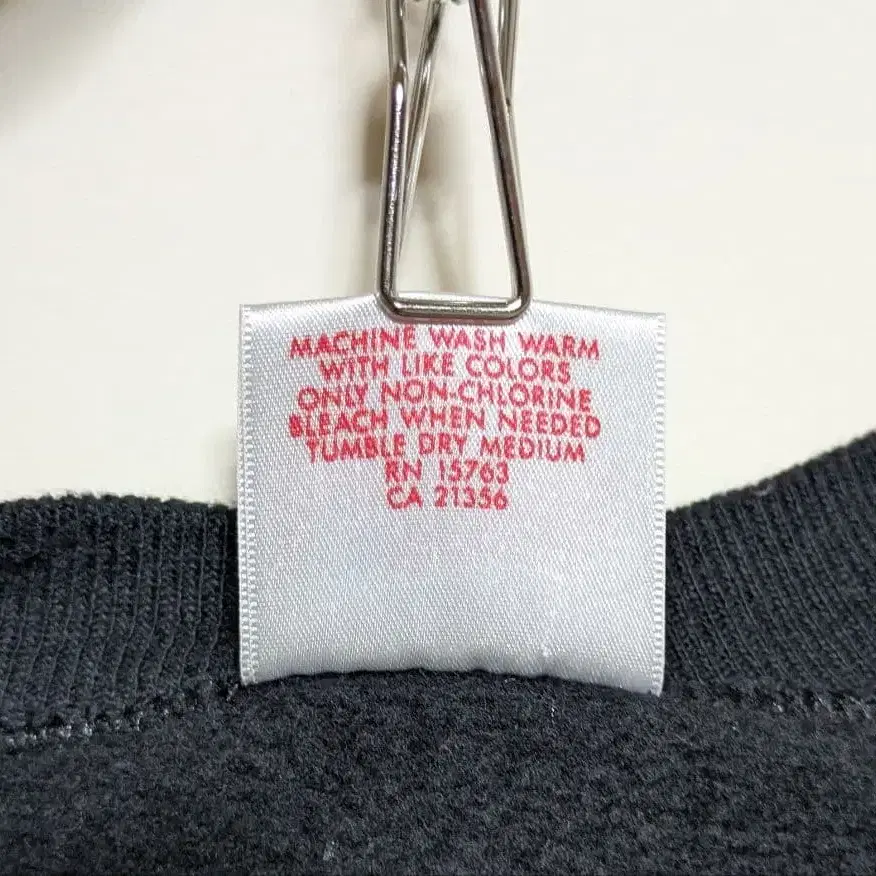 MACHINE WASH WARM
WITH LIKE COLORS
ONLY NON-CHLORINE
BLEACH WHEN NEEDED
TUMBLE DRY MEDIUM
RN 15763
CA 21356